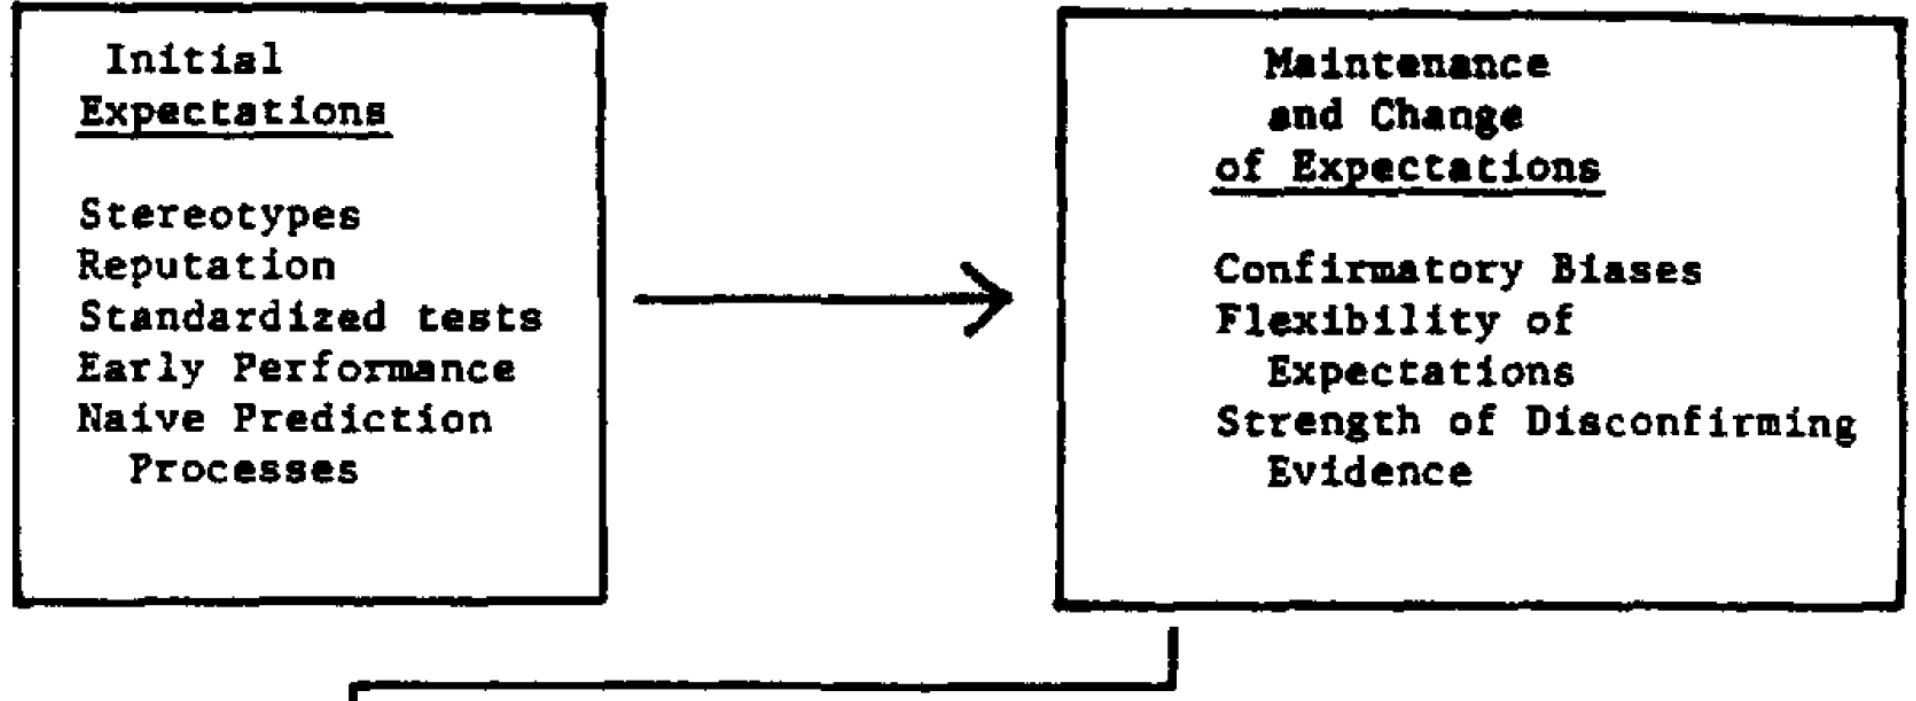 Initial
Expectations
Stereotypes
Reputation
Standardized tests
Early Performance
Naive Prediction
Processes
Maintenance
and Change
of Expectations
Confirmatory Biases
Flexibility of
Expectations
Strength of Disconfirming
Evidence